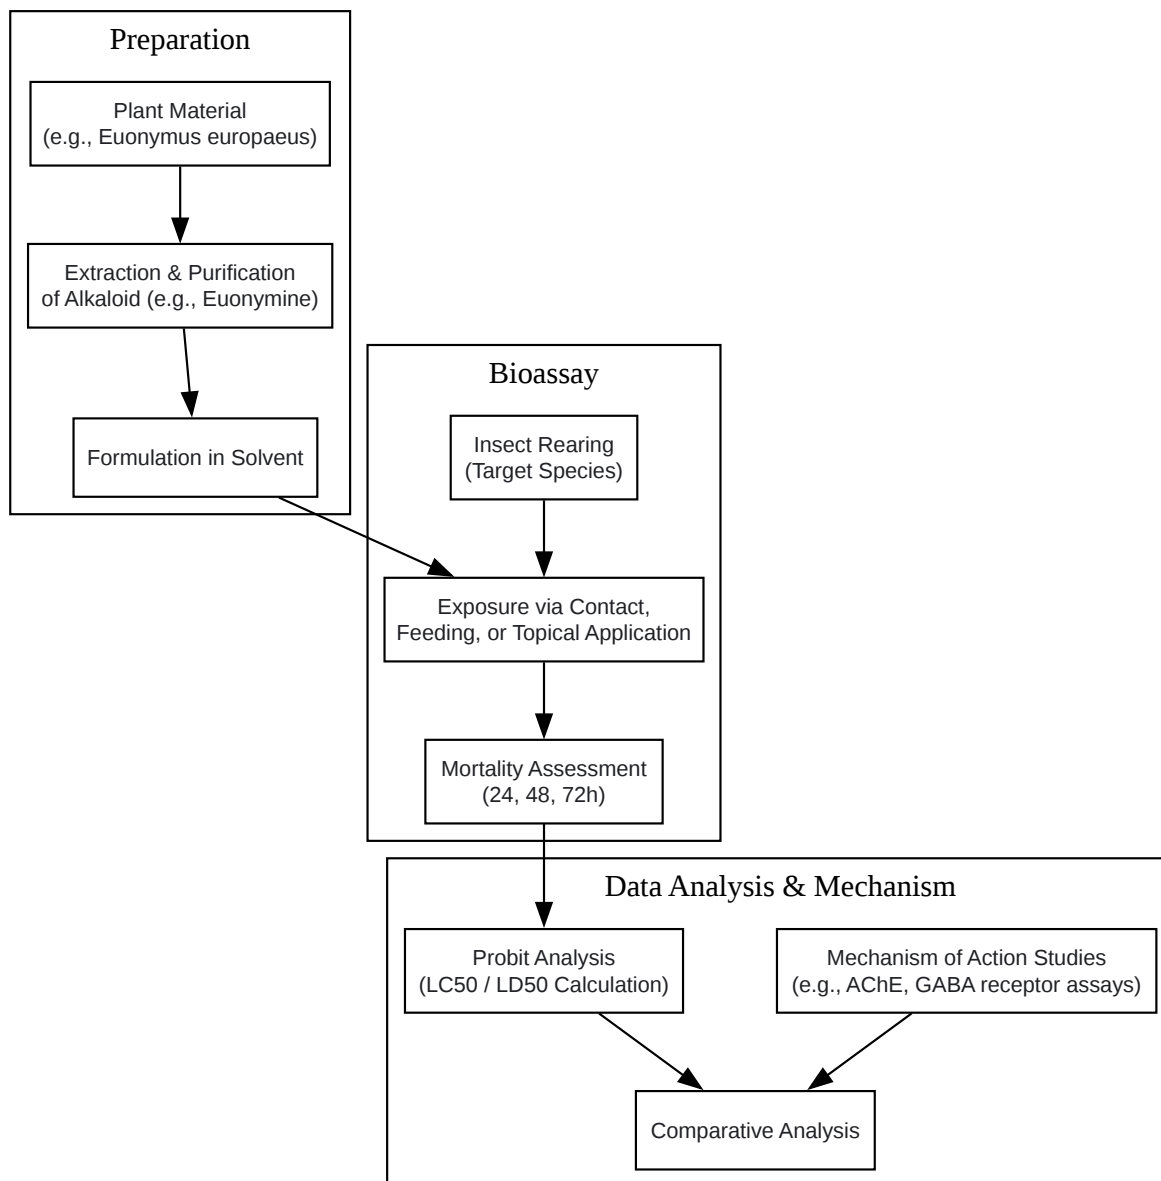 Preparation
Plant Material
(e.g., Euonymus europaeus)
Extraction & Purification
of Alkaloid (e.g., Euonymine)
Formulation in Solvent
Bioassay
Insect Rearing
(Target Species)
Exposure via Contact,
Feeding, or Topical Application
Mortality Assessment
(24, 48, 72h)
Data Analysis & Mechanism
Probit Analysis
(LC50 / LD50 Calculation)
Mechanism of Action Studies
(e.g., AChE, GABA receptor assays)
Comparative Analysis